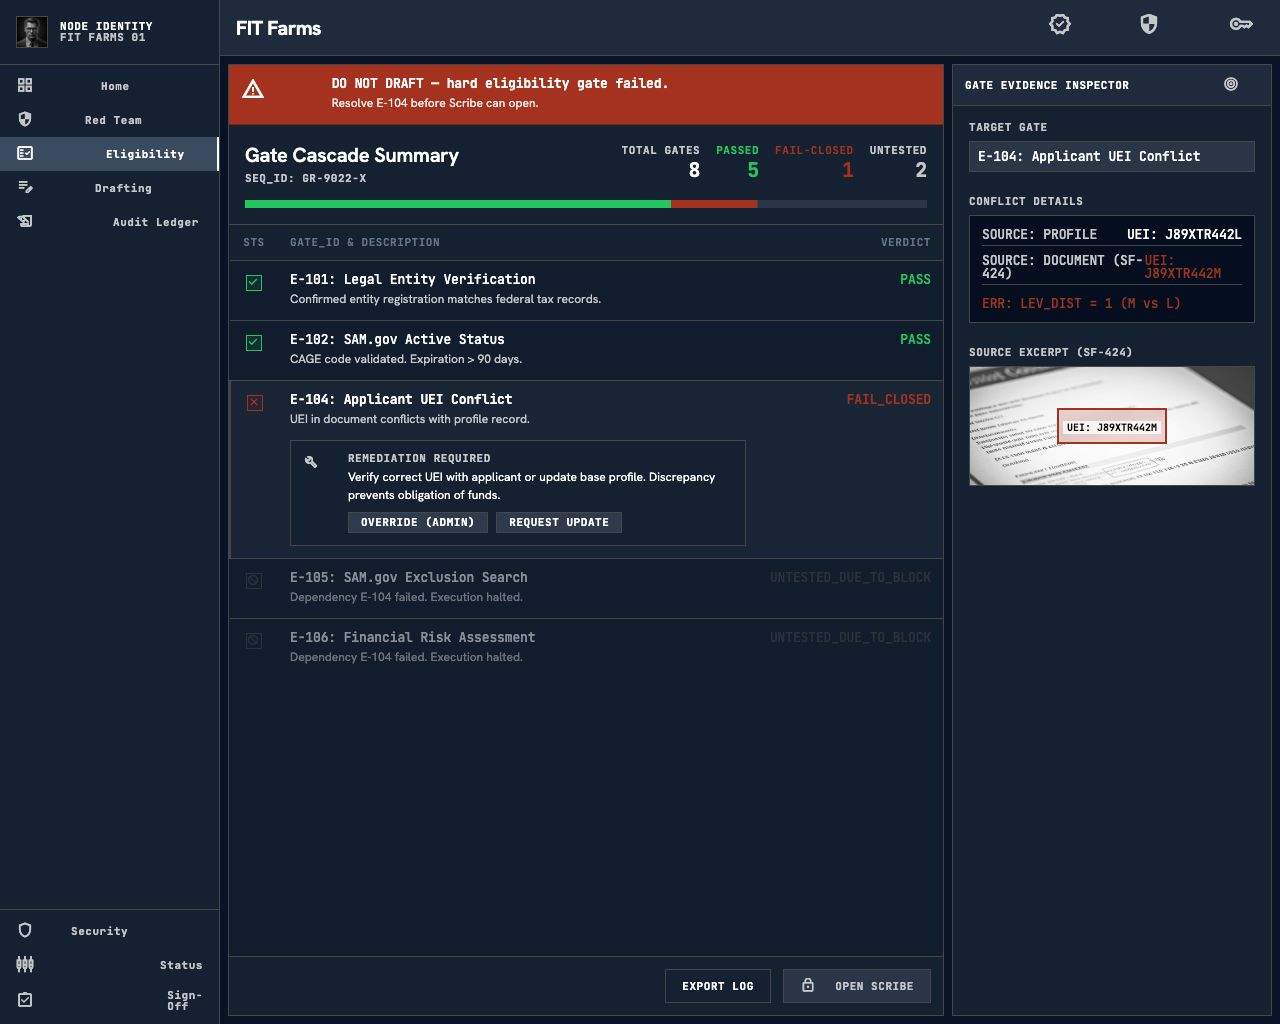 NODE IDENTITY
FIT FARMS 01
Home
Red Team
Eligibility
Drafting
Audit Ledger
Security
Status
Sign-
Off
FIT Farms
DO NOT DRAFT — hard eligibility gate failed.
Resolve E-104 before Scribe can open.
Gate Cascade Summary
SEQ_ID: GR-9022-X
TOTAL GATES
8
PASSED
5
FAIL-CLOSED
1
UNTESTED
2
STS GATE_ID & DESCRIPTION VERDICT
E-101: Legal Entity Verification PASS
Confirmed entity registration matches federal tax records.
E-102: SAM.gov Active Status PASS
CAGE code validated. Expiration > 90 days.
E-104: Applicant UEI Conflict FAIL_CLOSED
UEI in document conflicts with profile record.
REMEDIATION REQUIRED
Verify correct UEI with applicant or update base profile. Discrepancy
prevents obligation of funds.
OVERRIDE (ADMIN) REQUEST UPDATE
E-105: SAM.gov Exclusion Search UNTESTED_DUE_TO_BLOCK
Dependency E-104 failed. Execution halted.
E-106: Financial Risk Assessment UNTESTED_DUE_TO_BLOCK
Dependency E-104 failed. Execution halted.
EXPORT LOG OPEN SCRIBE
GATE EVIDENCE INSPECTOR
TARGET GATE
E-104: Applicant UEI Conflict
CONFLICT DETAILS
SOURCE: PROFILE UEI: J89XTR442L
SOURCE: DOCUMENT (SF-
424)
UEI:
J89XTR442M
ERR: LEV_DIST = 1 (M vs L)
SOURCE EXCERPT (SF-424)
UEI: J89XTR442M